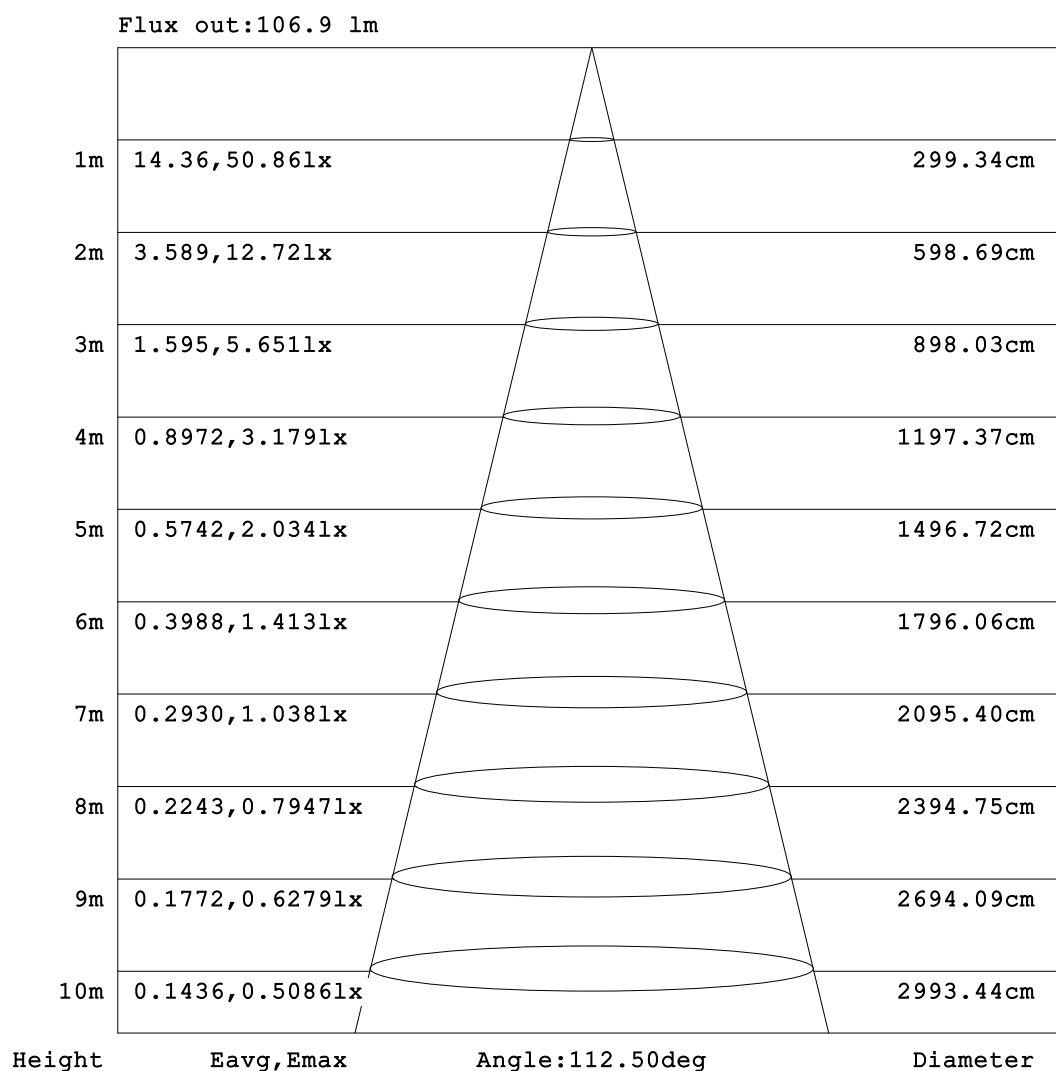 Flux out:106.9 lm
1m 14.36,50.86lx 299.34cm
2m 3.589,12.72lx 598.69cm
3m 1.595,5.651lx 898.03cm
4m 0.8972,3.179lx 1197.37cm
5m 0.5742,2.034lx 1496.72cm
6m 0.3988,1.413lx 1796.06cm
7m 0.2930,1.038lx 2095.40cm
8m 0.2243,0.7947lx 2394.75cm
9m 0.1772,0.6279lx 2694.09cm
10m 0.1436,0.5086lx 2993.44cm
Height Eavg,Emax Angle:112.50deg Diameter